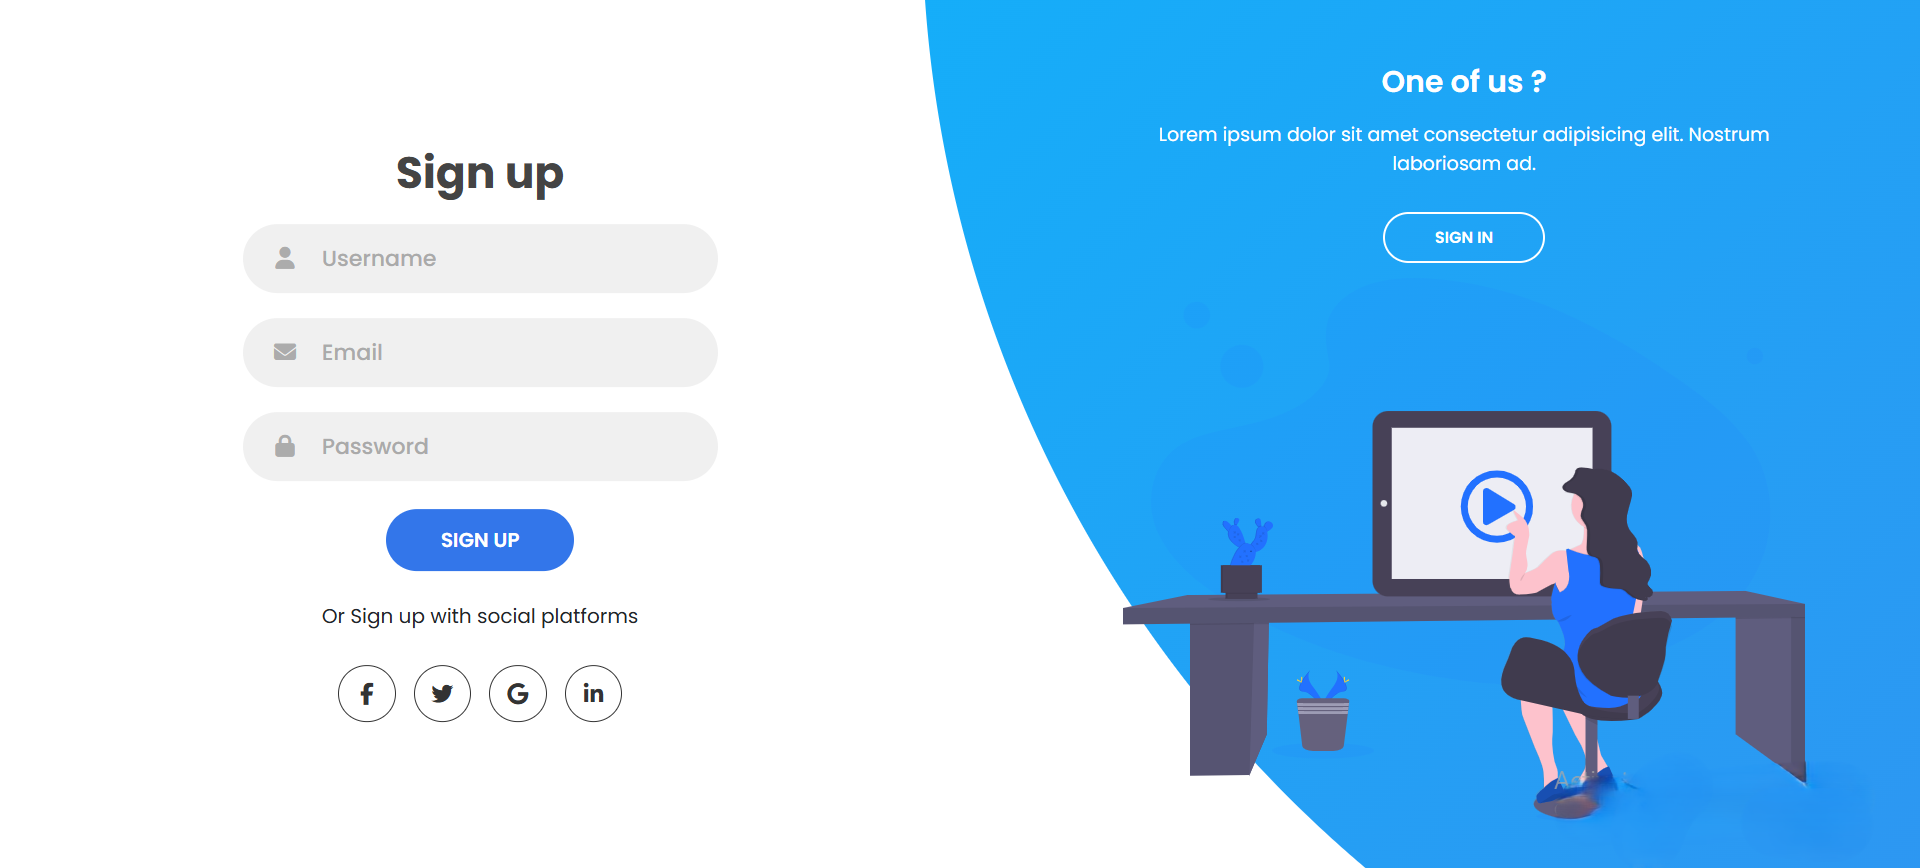 Sign up
Username
Email
Password
SIGN UP
Or Sign up with social platforms
One of us ?
Lorem ipsum dolor sit amet consectetur adipisicing elit. Nostrum
laboriosam ad.
SIGN IN